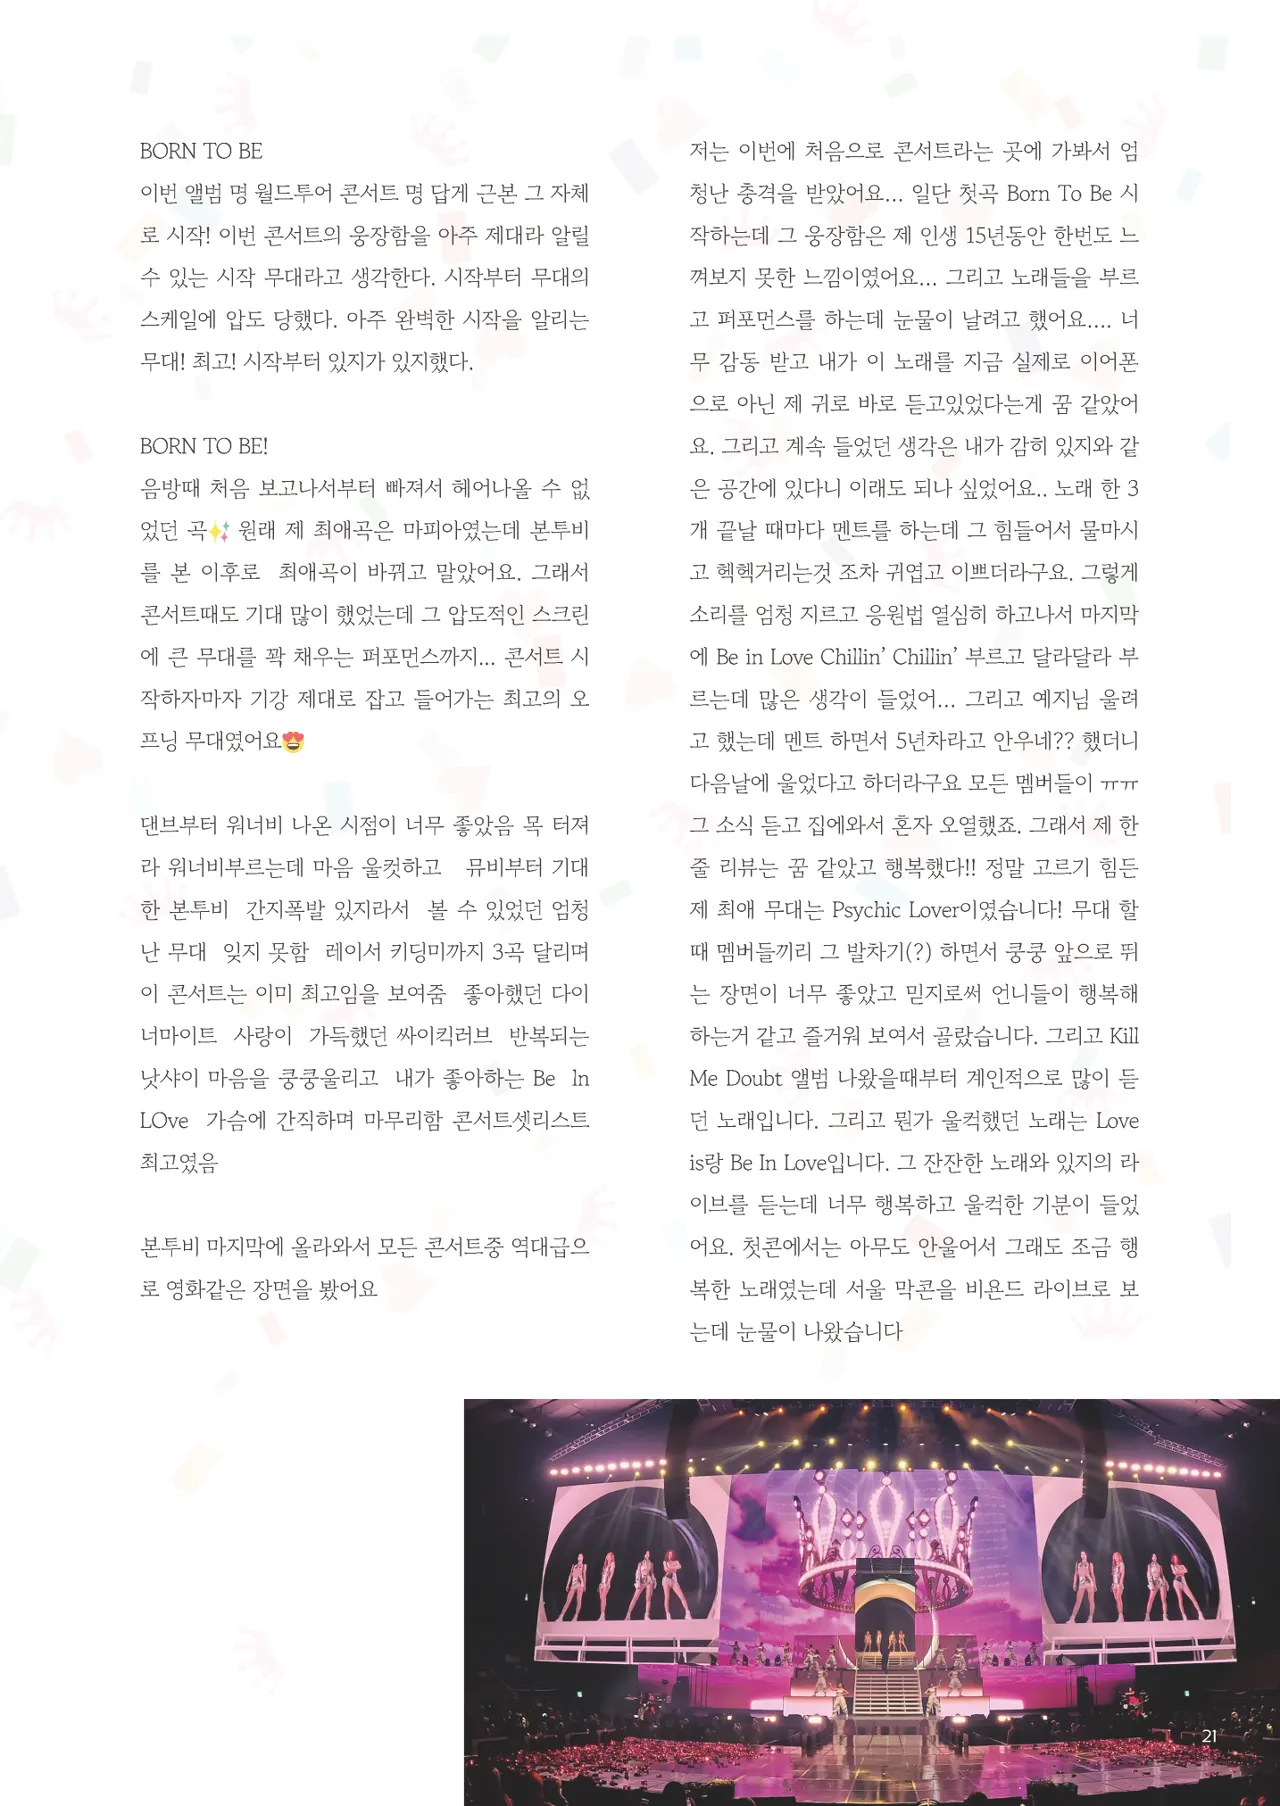 BORN TO BE
이번 앨범 명 월드투어 콘서트 명 답게 근본 그 자체
로 시작! 이번 콘서트의 웅장함을 아주 제대라 알릴
수 있는 시작 무대라고 생각한다. 시작부터 무대의
스케일에 압도 당했다. 아주 완벽한 시작을 알리는
무대! 최고! 시작부터 있지가 있지했다.
BORN TO BE!
음방때 처음 보고나서부터 빠져서 헤어나올 수 없
었던 곡✨ 원래 제 최애곡은 마피아였는데 본투비
를 본 이후로 최애곡이 바뀌고 말았어요. 그래서
콘서트때도 기대 많이 했었는데 그 압도적인 스크린
에 큰 무대를 꽉 채우는 퍼포먼스까지... 콘서트 시
작하자마자 기강 제대로 잡고 들어가는 최고의 오
프닝 무대였어요😍
댄브부터 워너비 나온 시점이 너무 좋았음 목 터져
라 워너비부르는데 마음 울컷하고 뮤비부터 기대
한 본투비 간지폭발 있지라서 볼 수 있었던 엄청
난 무대 잊지 못함 레이서 키딩미까지 3곡 달리며
이 콘서트는 이미 최고임을 보여줌 좋아했던 다이
너마이트 사랑이 가득했던 싸이킥러브 반복되는
낫샤이 마음을 쿵쿵울리고 내가 좋아하는 Be In
LOve 가슴에 간직하며 마무리함 콘서트셋리스트
최고였음
본투비 마지막에 올라와서 모든 콘서트중 역대급으
로 영화같은 장면을 봤어요
저는 이번에 처음으로 콘서트라는 곳에 가봐서 엄
청난 충격을 받았어요... 일단 첫곡 Born To Be 시
작하는데 그 웅장함은 제 인생 15년동안 한번도 느
껴보지 못한 느낌이였어요... 그리고 노래들을 부르
고 퍼포먼스를 하는데 눈물이 날려고 했어요.... 너
무 감동 받고 내가 이 노래를 지금 실제로 이어폰
으로 아닌 제 귀로 바로 듣고있었다는게 꿈 같았어
요. 그리고 계속 들었던 생각은 내가 감히 있지와 같
은 공간에 있다니 이래도 되나 싶었어요.. 노래 한 3
개 끝날 때마다 멘트를 하는데 그 힘들어서 물마시
고 헥헥거리는것 조차 귀엽고 이쁘더라구요. 그렇게
소리를 엄청 지르고 응원법 열심히 하고나서 마지막
에 Be in Love Chillin’ Chillin’ 부르고 달라달라 부
르는데 많은 생각이 들었어... 그리고 예지님 울려
고 했는데 멘트 하면서 5년차라고 안우네?? 했더니
다음날에 울었다고 하더라구요 모든 멤버들이 ㅠㅠ
그 소식 듣고 집에와서 혼자 오열했죠. 그래서 제 한
줄 리뷰는 꿈 같았고 행복했다!! 정말 고르기 힘든
제 최애 무대는 Psychic Lover이였습니다! 무대 할
때 멤버들끼리 그 발차기(?) 하면서 쿵쿵 앞으로 뛰
는 장면이 너무 좋았고 믿지로써 언니들이 행복해
하는거 같고 즐거워 보여서 골랐습니다. 그리고 Kill
Me Doubt 앨범 나왔을때부터 계인적으로 많이 듣
던 노래입니다. 그리고 뭔가 울컥했던 노래는 Love
is랑 Be In Love입니다. 그 잔잔한 노래와 있지의 라
이브를 듣는데 너무 행복하고 울컥한 기분이 들었
어요. 첫콘에서는 아무도 안울어서 그래도 조금 행
복한 노래였는데 서울 막콘을 비욘드 라이브로 보
는데 눈물이 나왔습니다
21